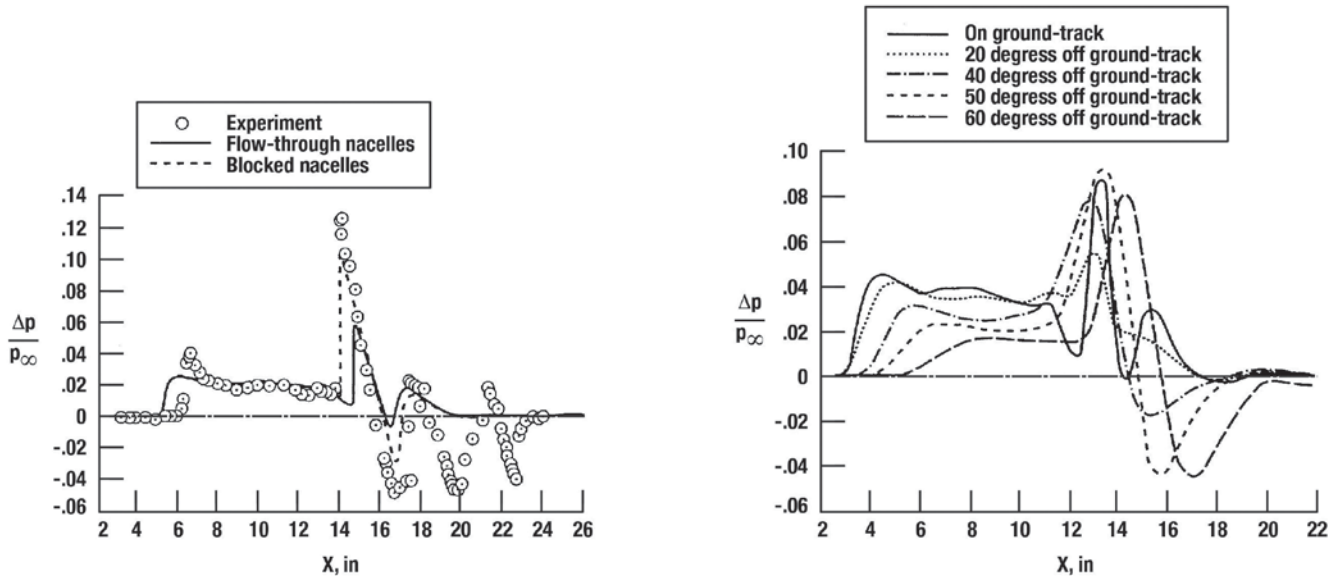 Experiment
Flow-through nacelles
Blocked nacelles
.14
.12
.10
.08
.06
.04
.02
0
-.02
-.04
-.06
Δp
p∞
2 4 6 8 10 12 14 16 18 20 22 24 26
X, in
On ground-track
20 degress off ground-track
40 degress off ground-track
50 degress off ground-track
60 degress off ground-track
.10
.08
.06
.04
.02
0
-.02
-.04
.06
Δp
p∞
2 4 6 8 10 12 14 16 18 20 22
X, in